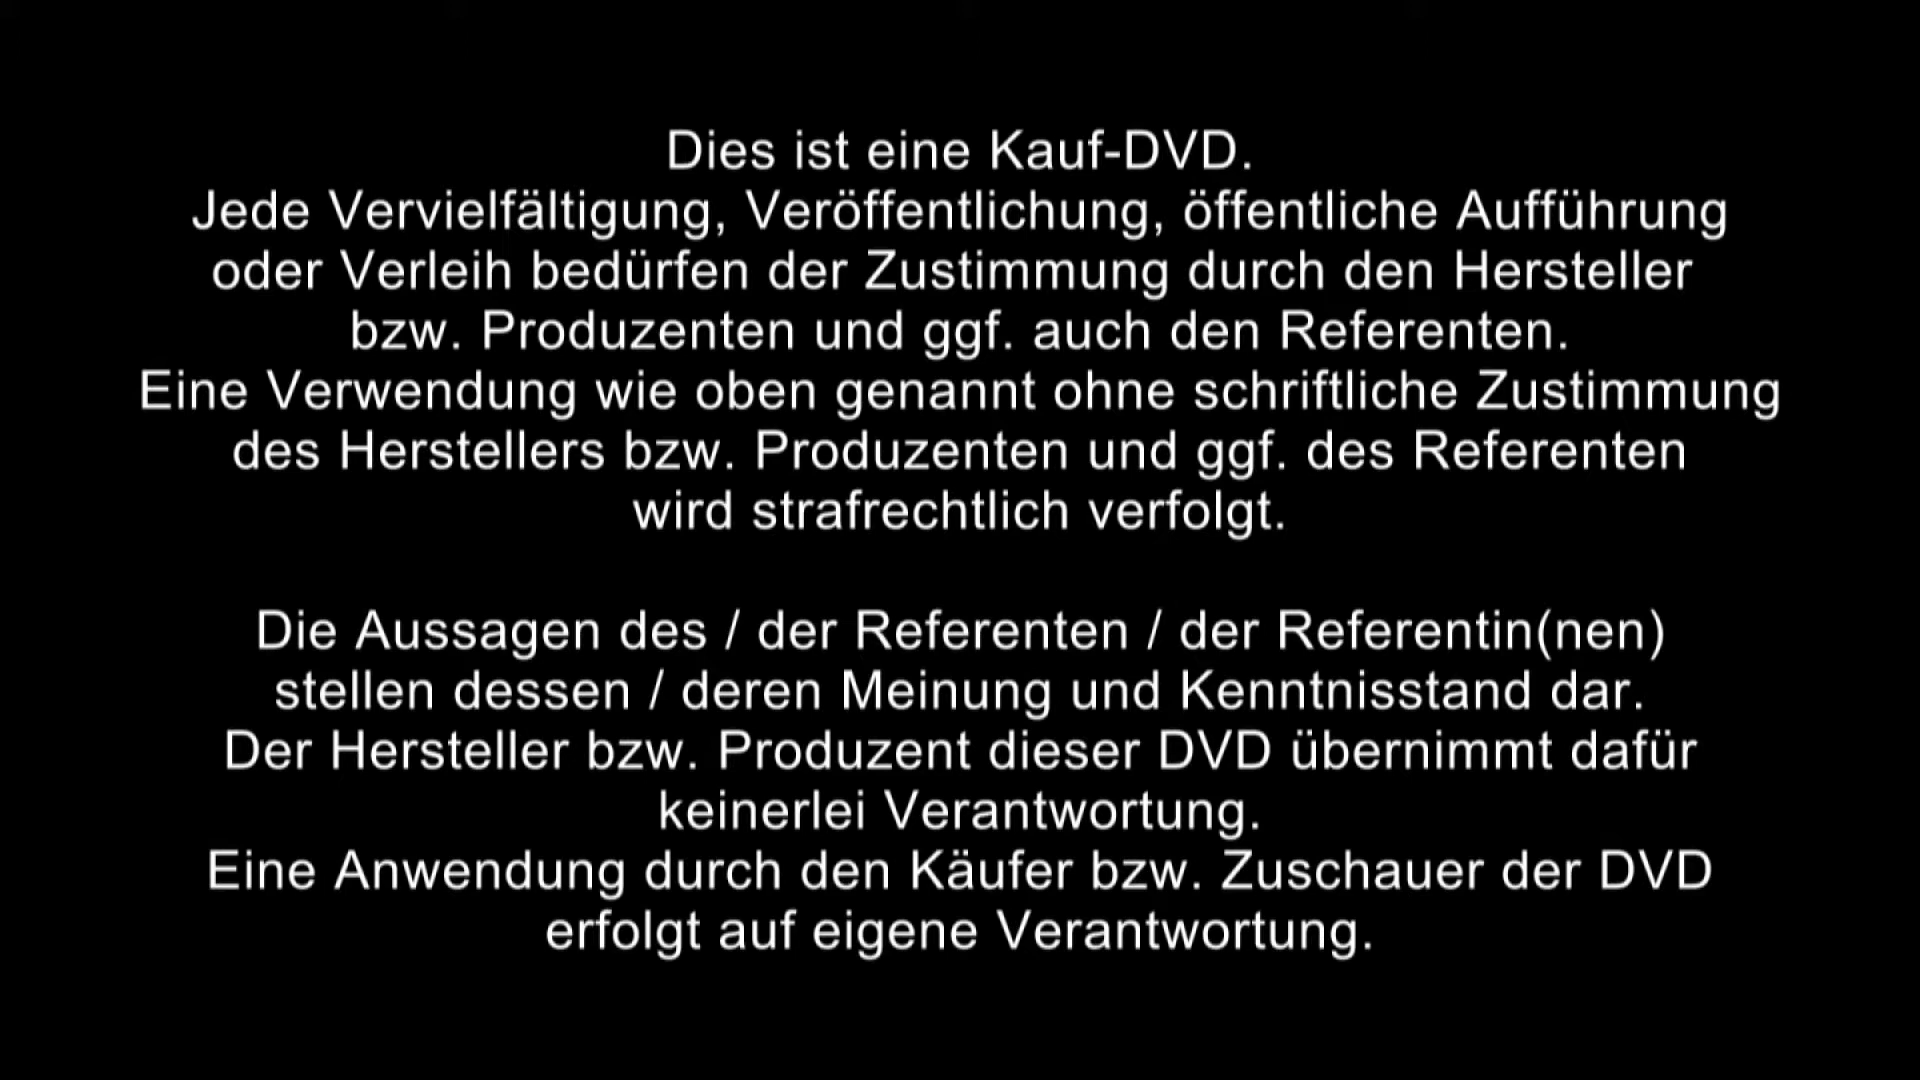 Dies ist eine Kauf-DVD.
Jede Vervielfältigung, Veröffentlichung, öffentliche Aufführung
oder Verleih bedürfen der Zustimmung durch den Hersteller
bzw. Produzenten und ggf. auch den Referenten.
Eine Verwendung wie oben genannt ohne schriftliche Zustimmung
des Herstellers bzw. Produzenten und ggf. des Referenten
wird strafrechtlich verfolgt.
Die Aussagen des / der Referenten / der Referentin(nen)
stellen dessen / deren Meinung und Kenntnisstand dar.
Der Hersteller bzw. Produzent dieser DVD übernimmt dafür
keinerlei Verantwortung.
Eine Anwendung durch den Käufer bzw. Zuschauer der DVD
erfolgt auf eigene Verantwortung.